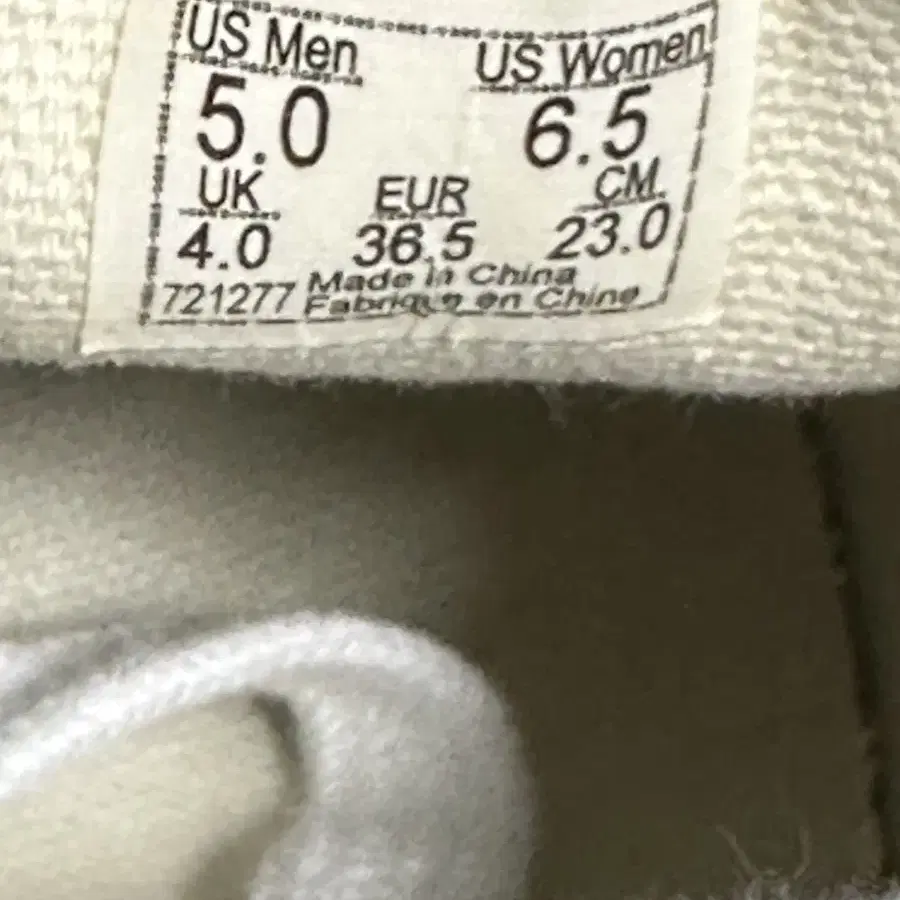 US Men US Women
5.0 6.5
UK EUR CM
4.0 36.5 23.0
721277 Made in China
Fabriqué en Chine